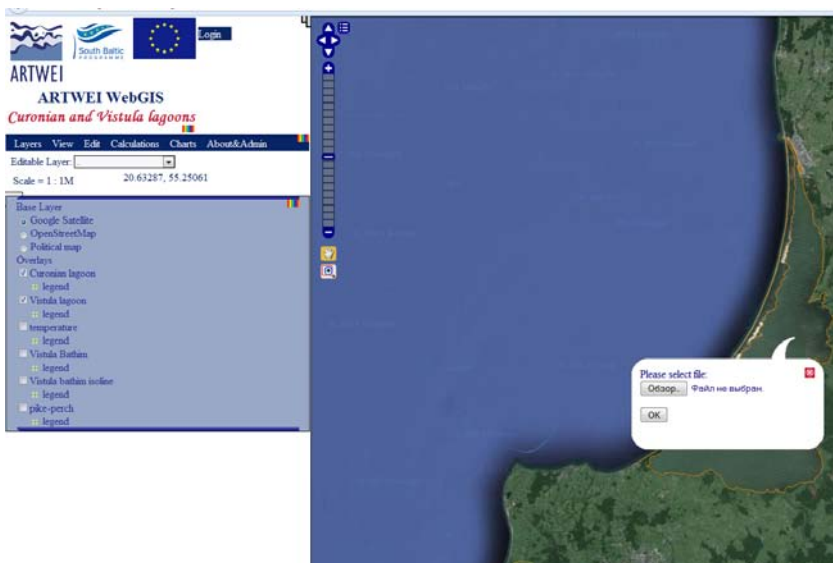 Login
South Baltic
PROGRAMME
ARTWEI
ARTWEI WebGIS
Curonian and Vistula lagoons
Layers View Edit Calculations Charts About&Admin
Editable Layer:
Scale = 1 : 1M 20.63287, 55.25061
Base Layer
Google Satellite
OpenStreetMap
Political map
Overlays
Curonian lagoon
legend
Vistula lagoon
legend
temperature
legend
Vistula Bathim
legend
Vistula bathim isoline
legend
pike-perch
legend
Please select file:
Обзор.. Файл не выбран.
OK